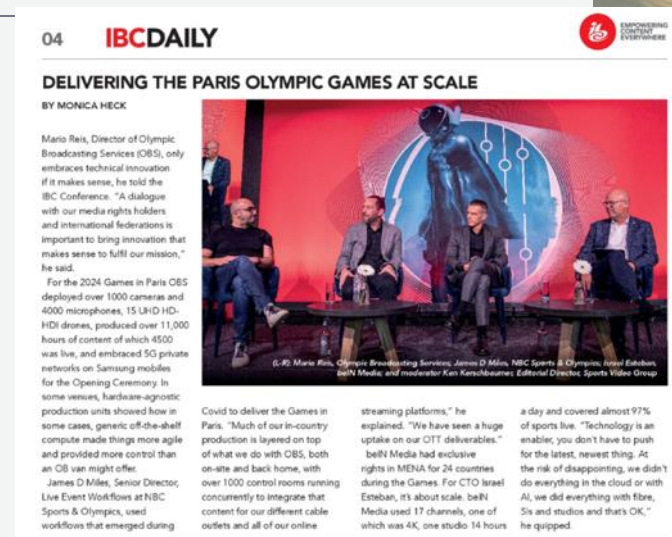 04 IBCDAILY
EMPOWERING
CONTENT
EVERYWHERE
DELIVERING THE PARIS OLYMPIC GAMES AT SCALE
BY MONICA HECK
Mario Reis, Director of Olympic
Broadcasting Services (OBS), only
embraces technical innovation
if it makes sense, he told the
IBC Conference. "A dialogue
with our media rights holders
and international federations is
important to bring innovation that
makes sense to fulfil our mission,"
he said.
For the 2024 Games in Paris OBS
deployed over 1000 cameras and
4000 microphones, 15 UHD HD-
HDI drones, produced over 11,000
hours of content of which 4500
was live, and embraced 5G private
networks on Samsung mobiles
for the Opening Ceremony. In
some venues, hardware-agnostic
production units showed how in
some cases, generic off-the-shelf
compute made things more agile
and provided more control than
an OB van might offer.
James D Miles, Senior Director,
Live Event Workflows at NBC
Sports & Olympics, used
workflows that emerged during
(L-R): Mario Reis, Olympic Broadcasting Services; James D Miles, NBC Sports & Olympics; Israel Esteban,
beIN Media; and moderator Ken Kerschbaumer, Editorial Director, Sports Video Group
Covid to deliver the Games in
Paris. "Much of our in-country
production is layered on top
of what we do with OBS, both
on-site and back home, with
over 1000 control rooms running
concurrently to integrate that
content for our different cable
outlets and all of our online
streaming platforms," he
explained. "We have seen a huge
uptake on our OTT deliverables."
beIN Media had exclusive
rights in MENA for 24 countries
during the Games. For CTO Israel
Esteban, it's about scale. beIN
Media used 17 channels, one of
which was 4K, one studio 14 hours
a day and covered almost 97%
of sports live. "Technology is an
enabler, you don't have to push
for the latest, newest thing. At
the risk of disappointing, we didn't
do everything in the cloud or with
AI, we did everything with fibre,
SIs and studios and that's OK,"
he quipped.